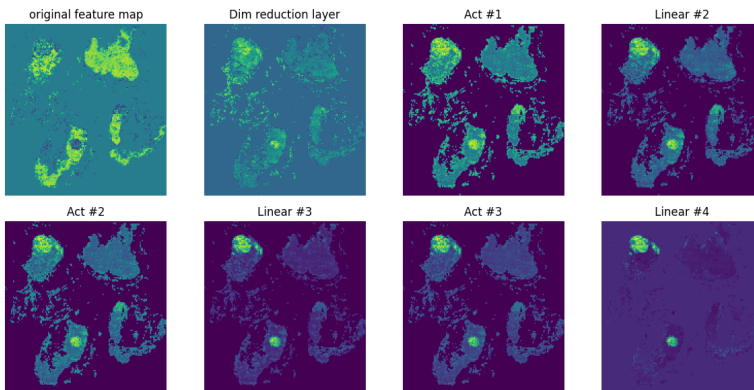 original feature map
Dim reduction layer
Act #1
Linear #2
Act #2
Linear #3
Act #3
Linear #4